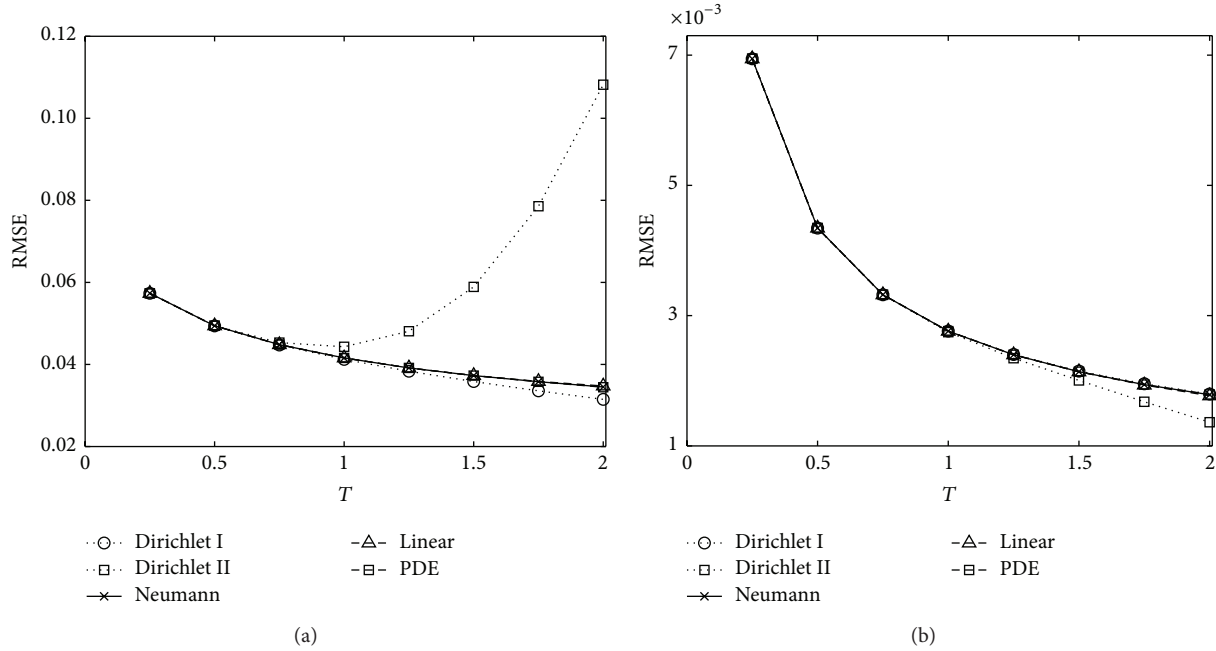 0.12
0.10
0.08
0.06
0.04
0.02
RMSE
0
0.5
1
1.5
2
T
Dirichlet I
Dirichlet II
Neumann
Linear
PDE
(a)
×10⁻³
7
5
3
1
RMSE
0
0.5
1
1.5
2
T
Dirichlet I
Dirichlet II
Neumann
Linear
PDE
(b)